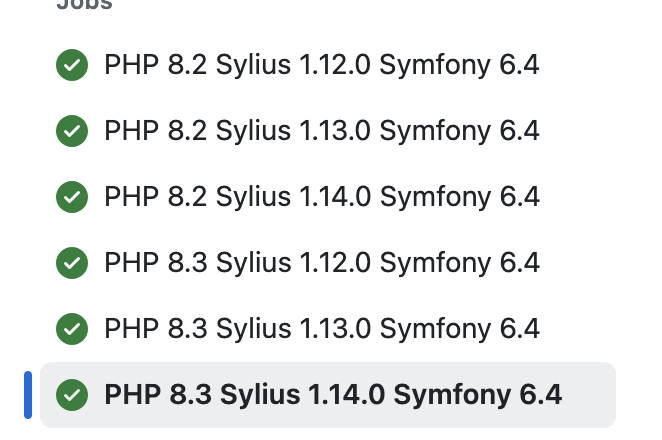 Jobs
PHP 8.2 Sylius 1.12.0 Symfony 6.4
PHP 8.2 Sylius 1.13.0 Symfony 6.4
PHP 8.2 Sylius 1.14.0 Symfony 6.4
PHP 8.3 Sylius 1.12.0 Symfony 6.4
PHP 8.3 Sylius 1.13.0 Symfony 6.4
PHP 8.3 Sylius 1.14.0 Symfony 6.4